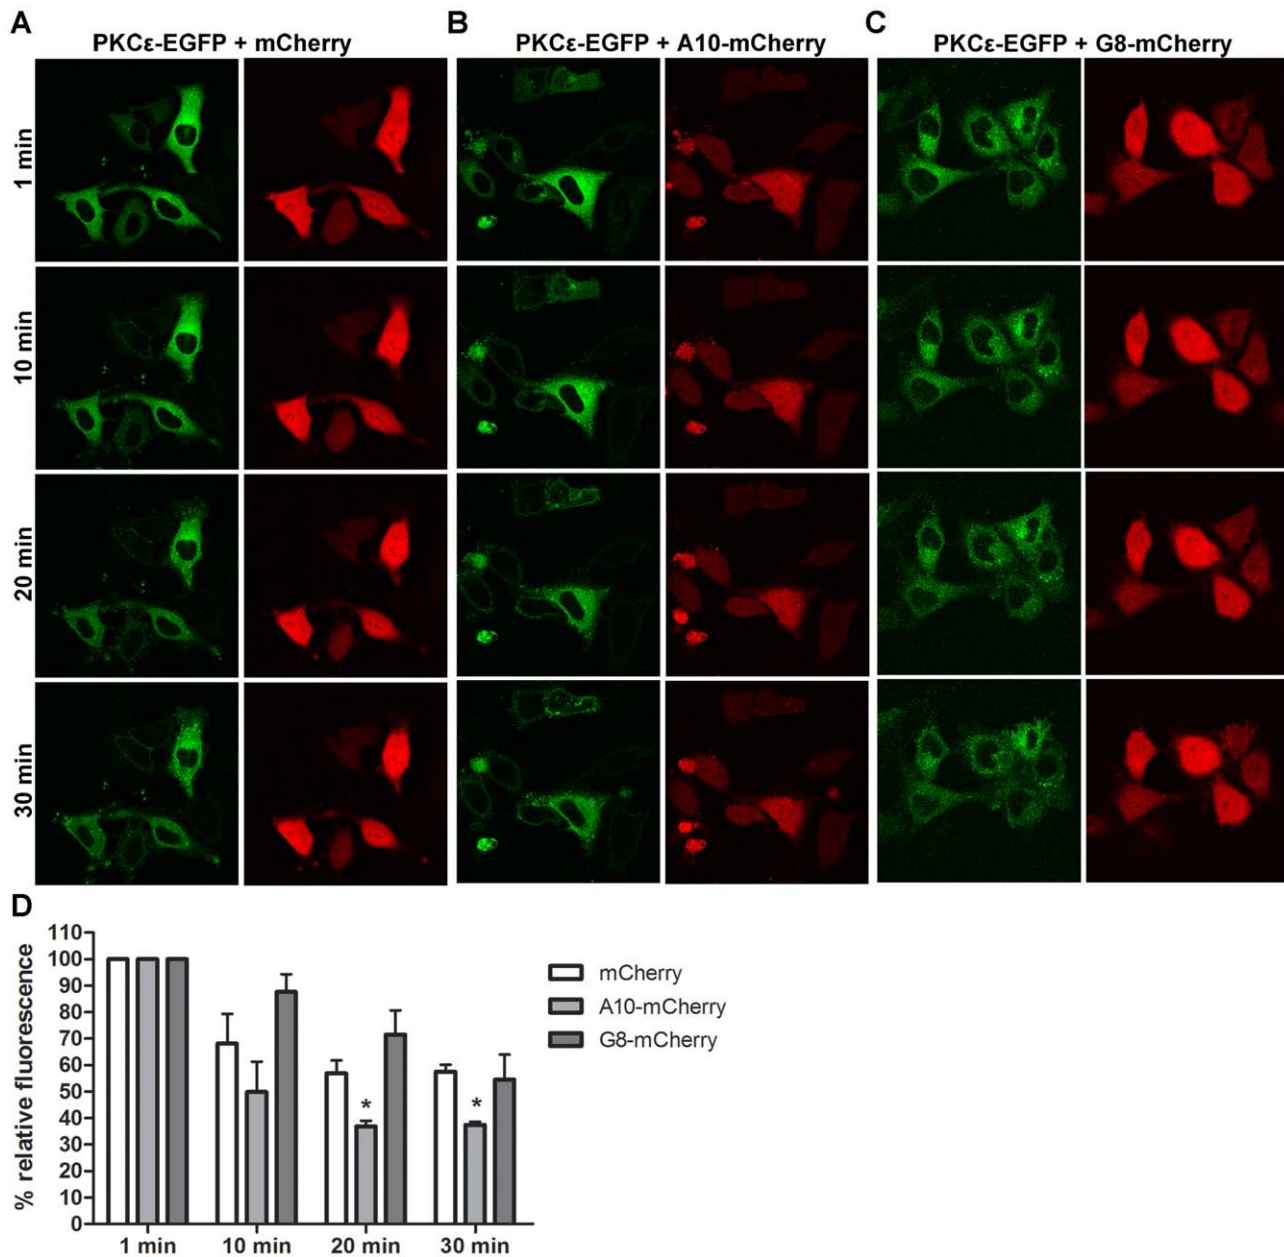 A
B
C
PKCε-EGFP + mCherry
PKCε-EGFP + A10-mCherry
PKCε-EGFP + G8-mCherry
1 min
10 min
20 min
30 min
D
% relative fluorescence
110
100
90
80
70
60
50
40
30
20
10
0
* *
1 min 10 min 20 min 30 min
mCherry
A10-mCherry
G8-mCherry